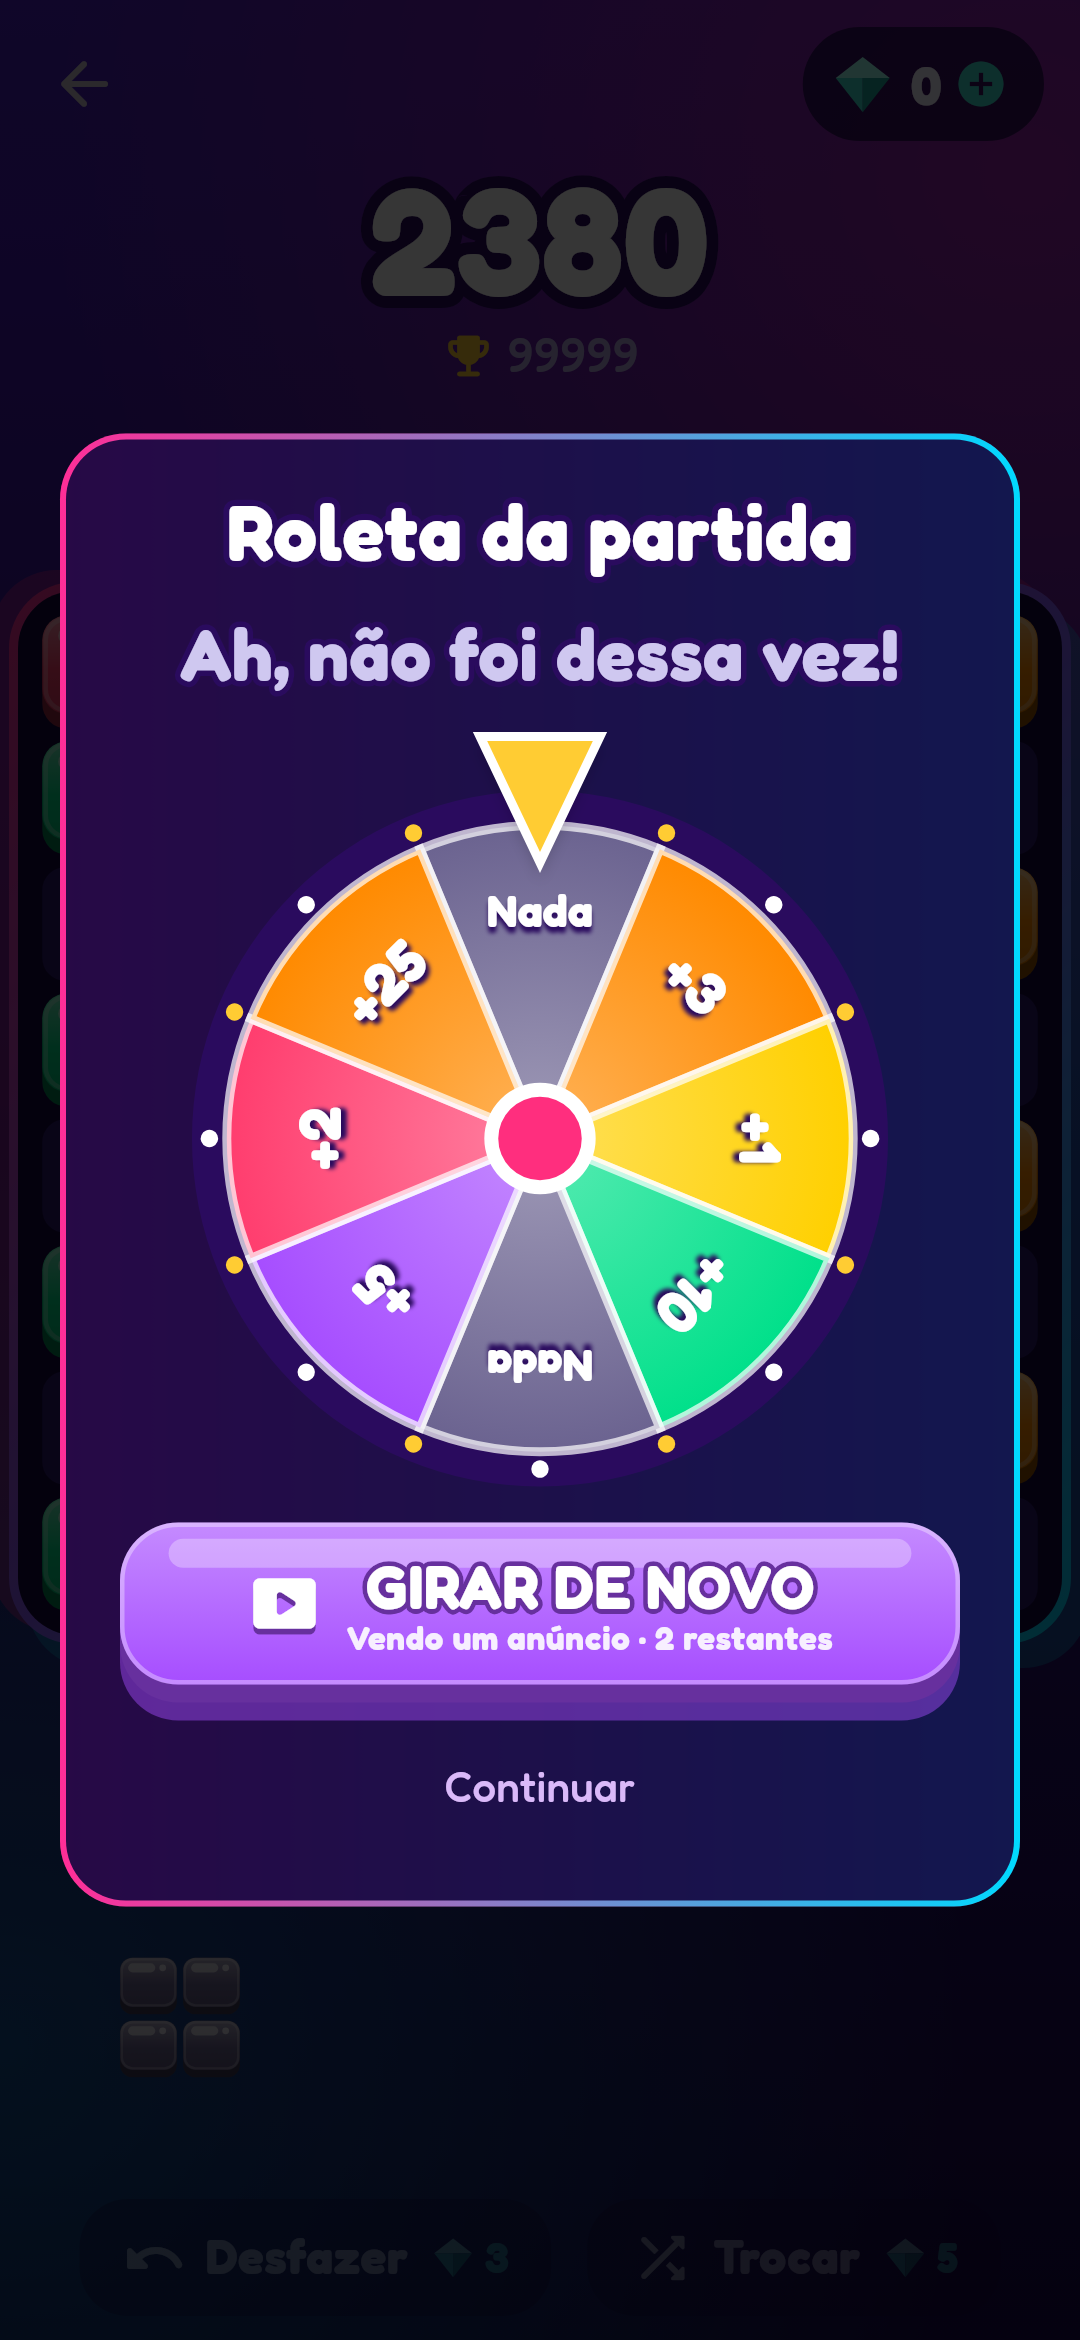 0
2380
99999
Roleta da partida
Ah, não foi dessa vez!
Nada
+25
+3
+2
+1
+5
+10
Nada
GIRAR DE NOVO
Vendo um anúncio · 2 restantes
Continuar
Desfazer 3
Trocar 5